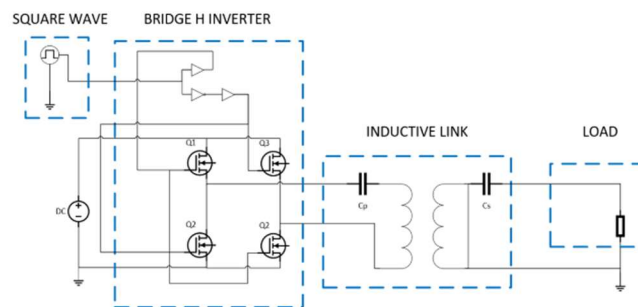 SQUARE WAVE
BRIDGE H INVERTER
INDUCTIVE LINK
LOAD
Q1
Q3
Cp
Cs
DC
Q2
Q2